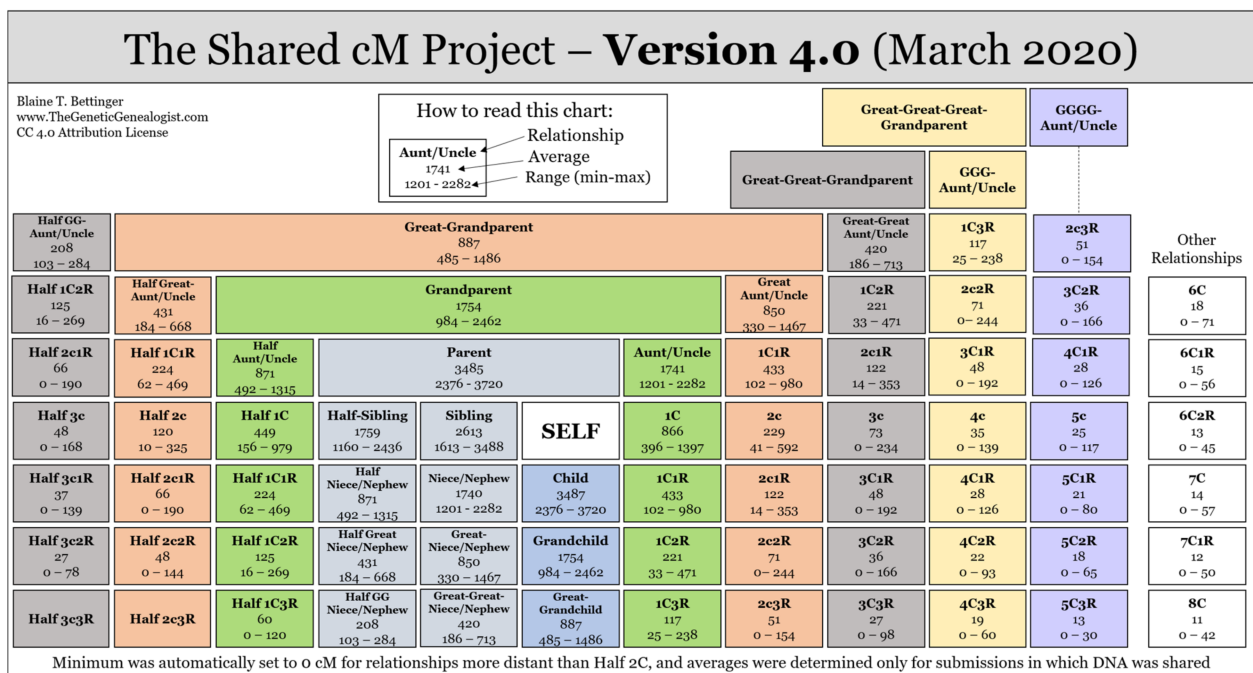 The Shared cM Project – Version 4.0 (March 2020)
Blaine T. Bettinger
www.TheGeneticGenealogist.com
CC 4.0 Attribution License
How to read this chart:
Relationship
Aunt/Uncle
Average
1741
Range (min-max)
1201 - 2282
Great-Great-Great-
Grandparent
GGGG-
Aunt/Uncle
Great-Great-Grandparent
GGG-
Aunt/Uncle
Half GG-
Aunt/Uncle
208
103 – 284
Great-Grandparent
887
485 – 1486
Great-Great
Aunt/Uncle
420
186 – 713
1C3R
117
25 – 238
2c3R
51
0 – 154
Other
Relationships
Half 1C2R
125
16 – 269
Half Great-
Aunt/Uncle
431
184 – 668
Grandparent
1754
984 – 2462
Great
Aunt/Uncle
850
330 – 1467
1C2R
221
33 – 471
2c2R
71
0– 244
3C2R
36
0 – 166
6C
18
0 – 71
Half 2c1R
66
0 – 190
Half 1C1R
224
62 – 469
Half
Aunt/Uncle
871
492 – 1315
Parent
3485
2376 – 3720
Aunt/Uncle
1741
1201 – 2282
1C1R
433
102 – 980
2c1R
122
14 – 353
3C1R
48
0 – 192
4C1R
28
0 – 126
6C1R
15
0 – 56
Half 3c
48
0 – 168
Half 2c
120
10 – 325
Half 1C
449
156 – 979
Half-Sibling
1759
1160 – 2436
Sibling
2613
1613 – 3488
SELF
1C
866
396 – 1397
2c
229
41 – 592
3c
73
0 – 234
4c
35
0 – 139
5c
25
0 – 117
6C2R
13
0 – 45
Half 3c1R
37
0 – 139
Half 2c1R
66
0 – 190
Half 1C1R
224
62 – 469
Half
Niece/Nephew
871
492 – 1315
Niece/Nephew
1740
1201 – 2282
Child
3487
2376 – 3720
1C1R
433
102 – 980
2c1R
122
14 – 353
3C1R
48
0 – 192
4C1R
28
0 – 126
5C1R
21
0 – 80
7C
14
0 – 57
Half 3c2R
27
0 – 78
Half 2c2R
48
0 – 144
Half 1C2R
125
16 – 269
Half Great
Niece/Nephew
431
184 – 668
Great-
Niece/Nephew
850
330 – 1467
Grandchild
1754
984 – 2462
1C2R
221
33 – 471
2c2R
71
0– 244
3C2R
36
0 – 166
4C2R
22
0 – 93
5C2R
18
0 – 65
7C1R
12
0 – 50
Half 3c3R
Half 2c3R
Half 1C3R
60
0 – 120
Half GG
Niece/Nephew
208
103 – 284
Great-Great-
Niece/Nephew
420
186 – 713
Great-
Grandchild
887
485 – 1486
1C3R
117
25 – 238
2c3R
51
0 – 154
3C3R
27
0 – 98
4C3R
19
0 – 60
5C3R
13
0 – 30
8C
11
0 – 42
Minimum was automatically set to 0 cM for relationships more distant than Half 2C, and averages were determined only for submissions in which DNA was shared